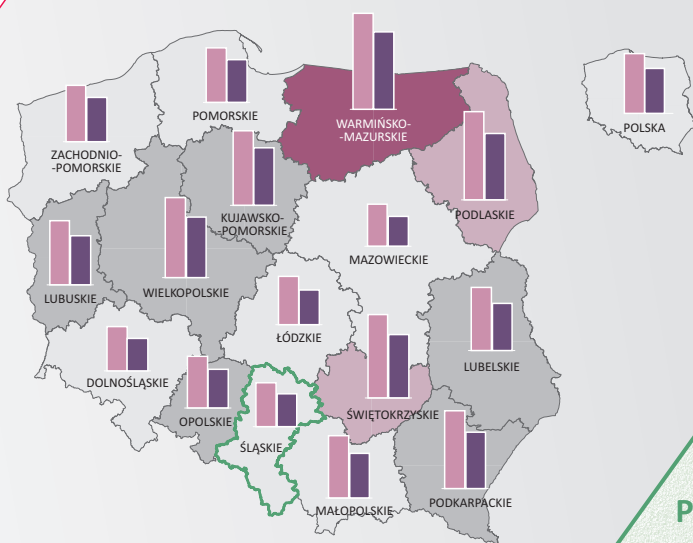 POMORSKIE
WARMIŃSKO-
-MAZURSKIE
POLSKA
ZACHODNIO-
-POMORSKIE
KUJAWSKO-
-POMORSKIE
PODLASKIE
MAZOWIECKIE
LUBUSKIE
WIELKOPOLSKIE
ŁÓDZKIE
LUBELSKIE
DOLNOŚLĄSKIE
OPOLSKIE
ŚWIĘTOKRZYSKIE
ŚLĄSKIE
MAŁOPOLSKIE
PODKARPACKIE
P